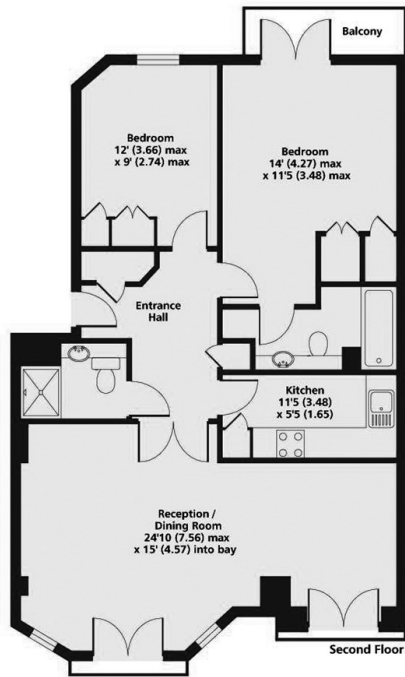 Balcony
Bedroom
12' (3.66) max
x 9' (2.74) max
Bedroom
14' (4.27) max
x 11'5 (3.48) max
Entrance
Hall
Kitchen
11'5 (3.48)
x 5'5 (1.65)
Reception /
Dining Room
24'10 (7.56) max
x 15' (4.57) into bay
Second Floor